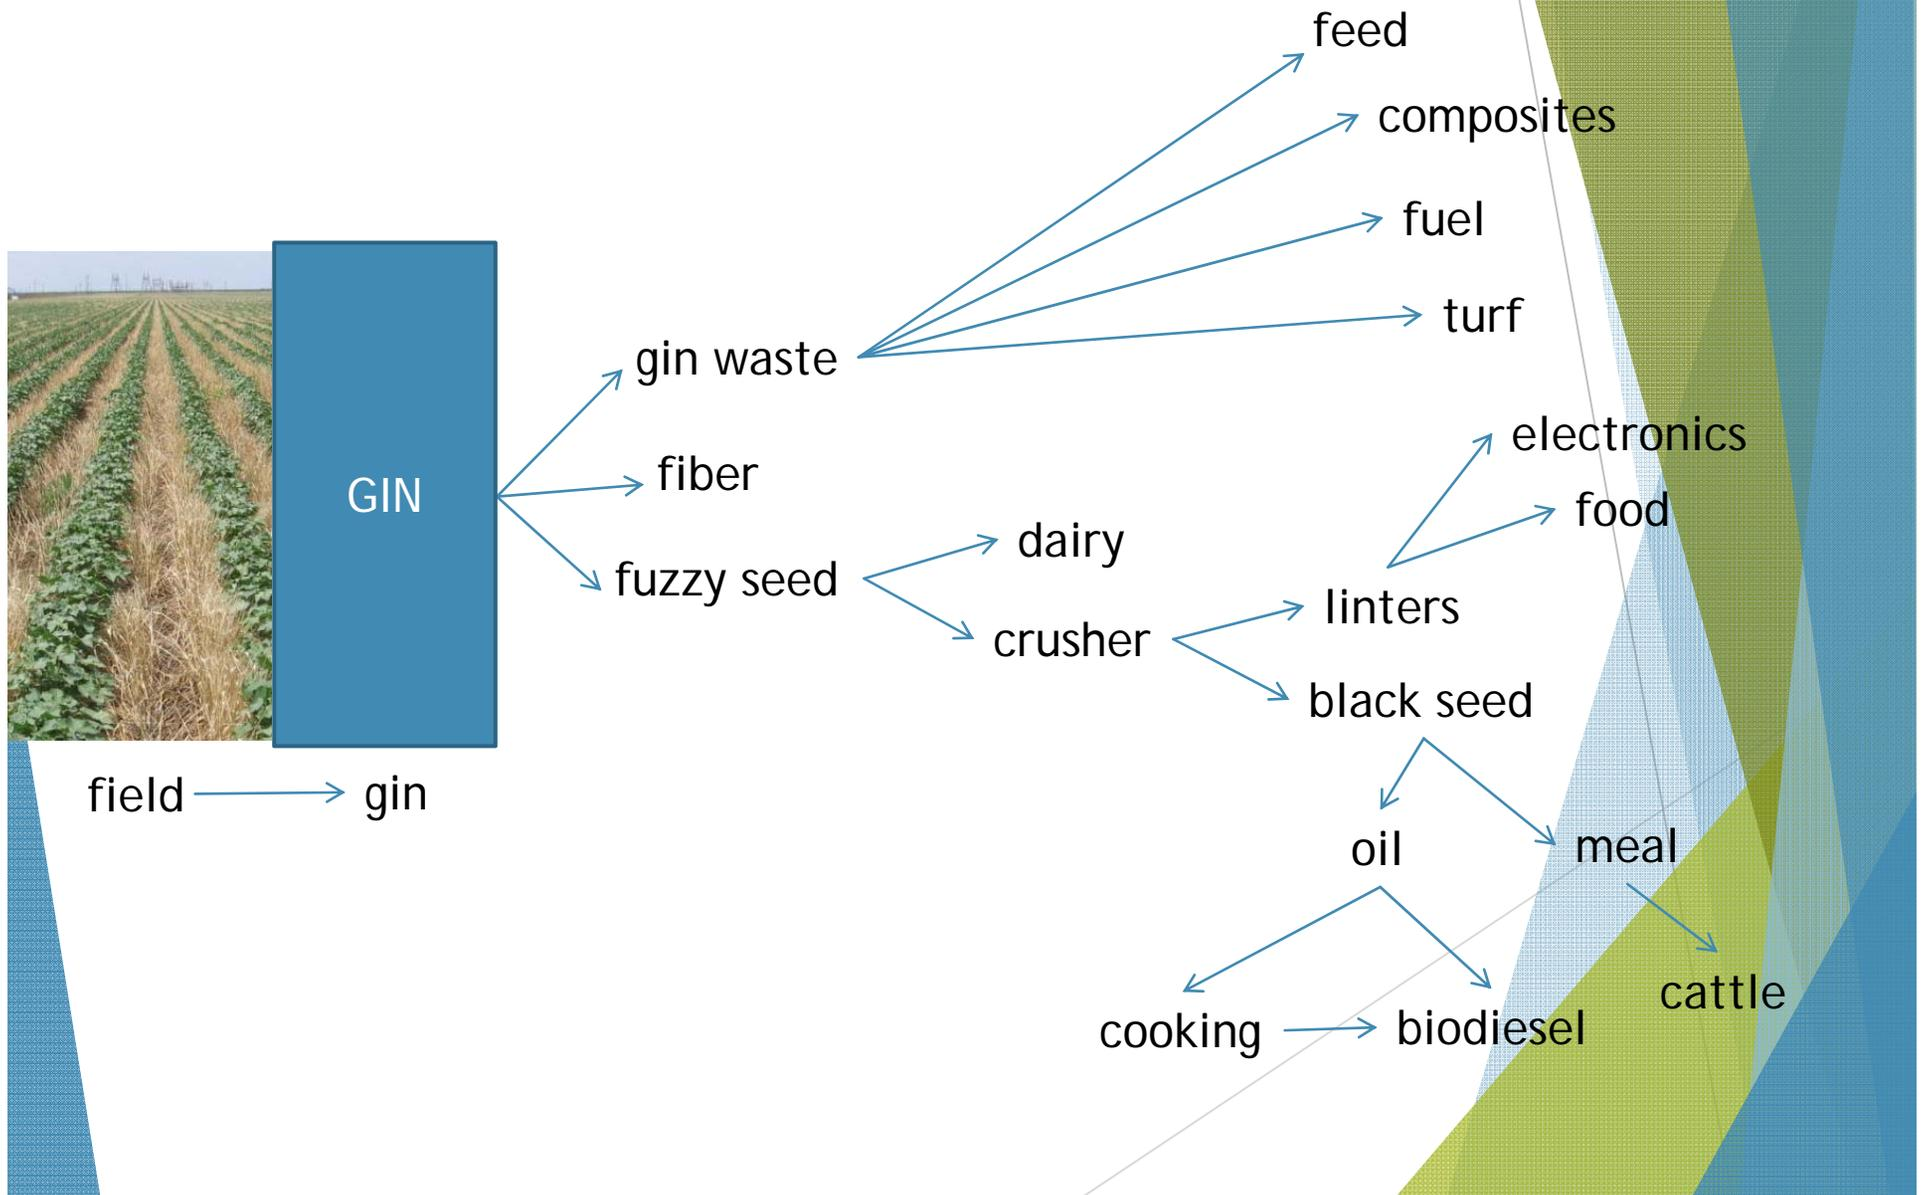 feed
composites
fuel
turf
gin waste
electronics
fiber
GIN
food
dairy
fuzzy seed
linters
crusher
black seed
field
gin
oil
meal
cattle
cooking
biodiesel